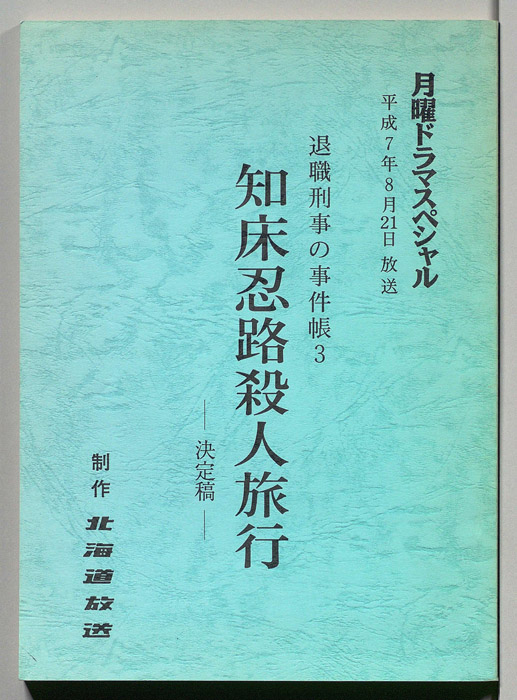 月曜ドラマスペシャル
平成7年8月21日 放送
退職刑事の事件帳3
知床忍路殺人旅行
― 決定稿 ―
制作 北海道放送